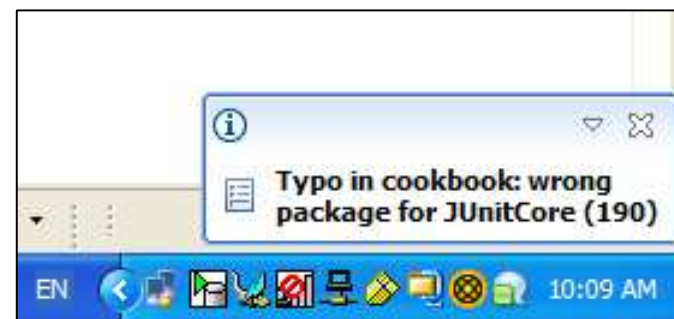 Typo in cookbook: wrong
package for JUnitCore (190)
EN
10:09 AM